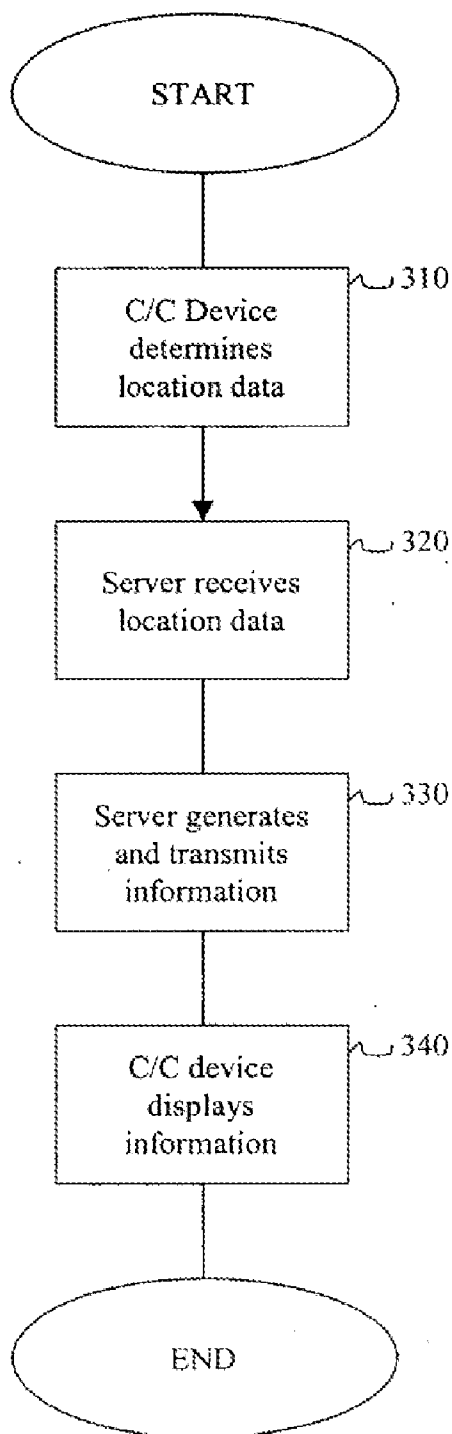 START
310
C/C Device
determines
location data
320
Server receives
location data
330
Server generates
and transmits
information
340
C/C device
displays
information
END